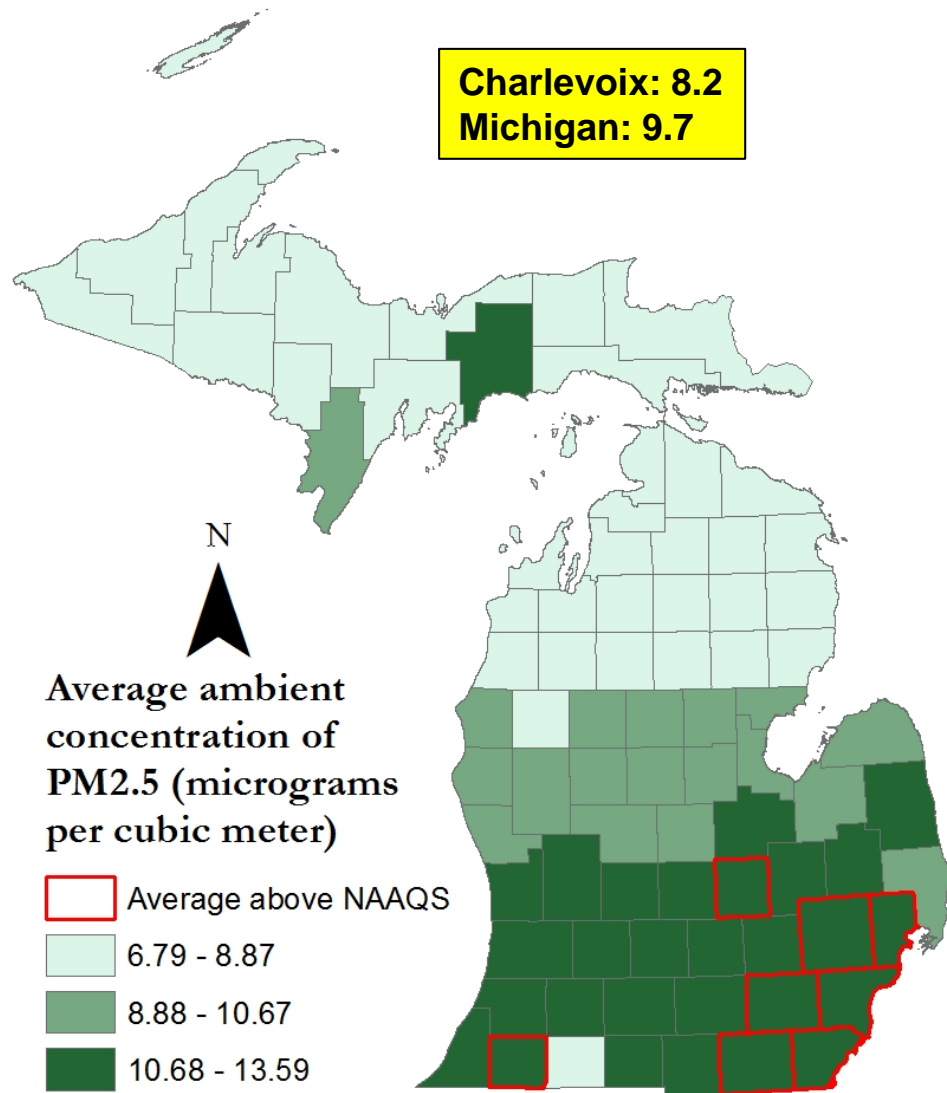 Charlevoix: 8.2
Michigan: 9.7
N
Average ambient
concentration of
PM2.5 (micrograms
per cubic meter)
Average above NAAQS
6.79 - 8.87
8.88 - 10.67
10.68 - 13.59